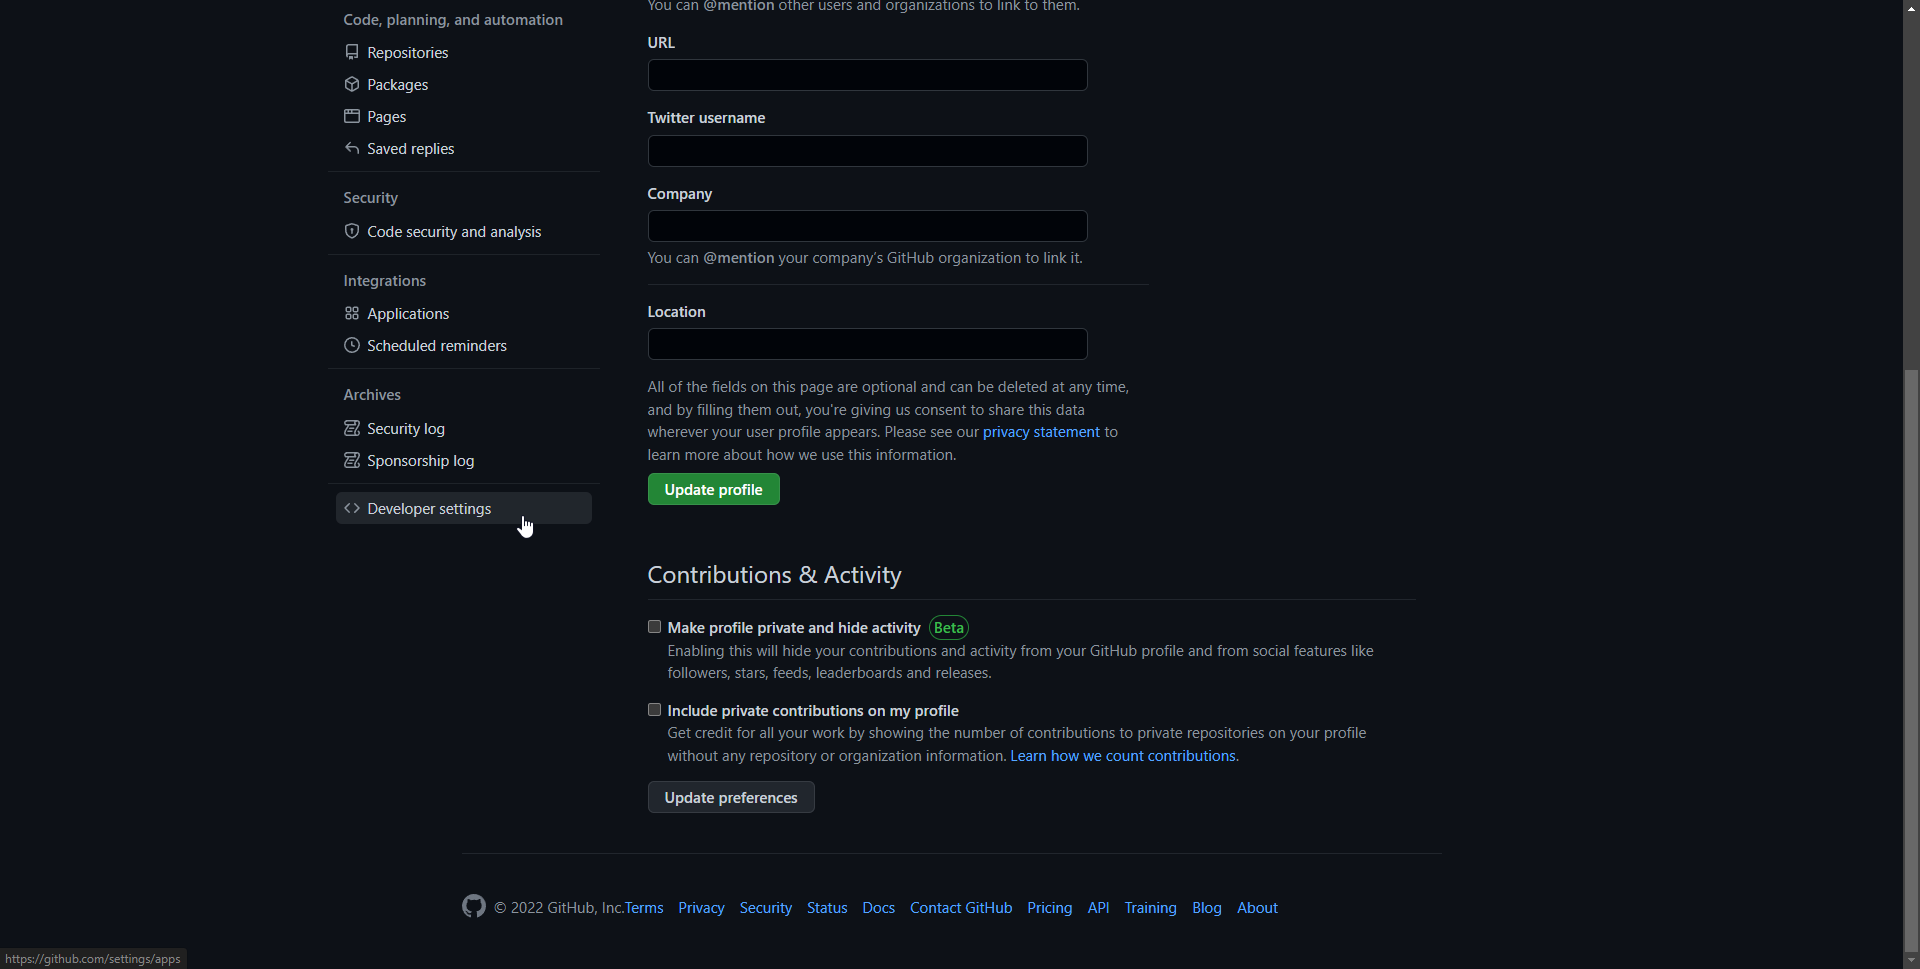 Code, planning, and automation
Repositories
Packages
Pages
Saved replies
Security
Code security and analysis
Integrations
Applications
Scheduled reminders
Archives
Security log
Sponsorship log
Developer settings
You can @mention other users and organizations to link to them.
URL
Twitter username
Company
You can @mention your company's GitHub organization to link it.
Location
All of the fields on this page are optional and can be deleted at any time,
and by filling them out, you're giving us consent to share this data
wherever your user profile appears. Please see our privacy statement to
learn more about how we use this information.
Update profile
Contributions & Activity
Make profile private and hide activity Beta
Enabling this will hide your contributions and activity from your GitHub profile and from social features like
followers, stars, feeds, leaderboards and releases.
Include private contributions on my profile
Get credit for all your work by showing the number of contributions to private repositories on your profile
without any repository or organization information. Learn how we count contributions.
Update preferences
© 2022 GitHub, Inc.Terms Privacy Security Status Docs Contact GitHub Pricing API Training Blog About
https://github.com/settings/apps